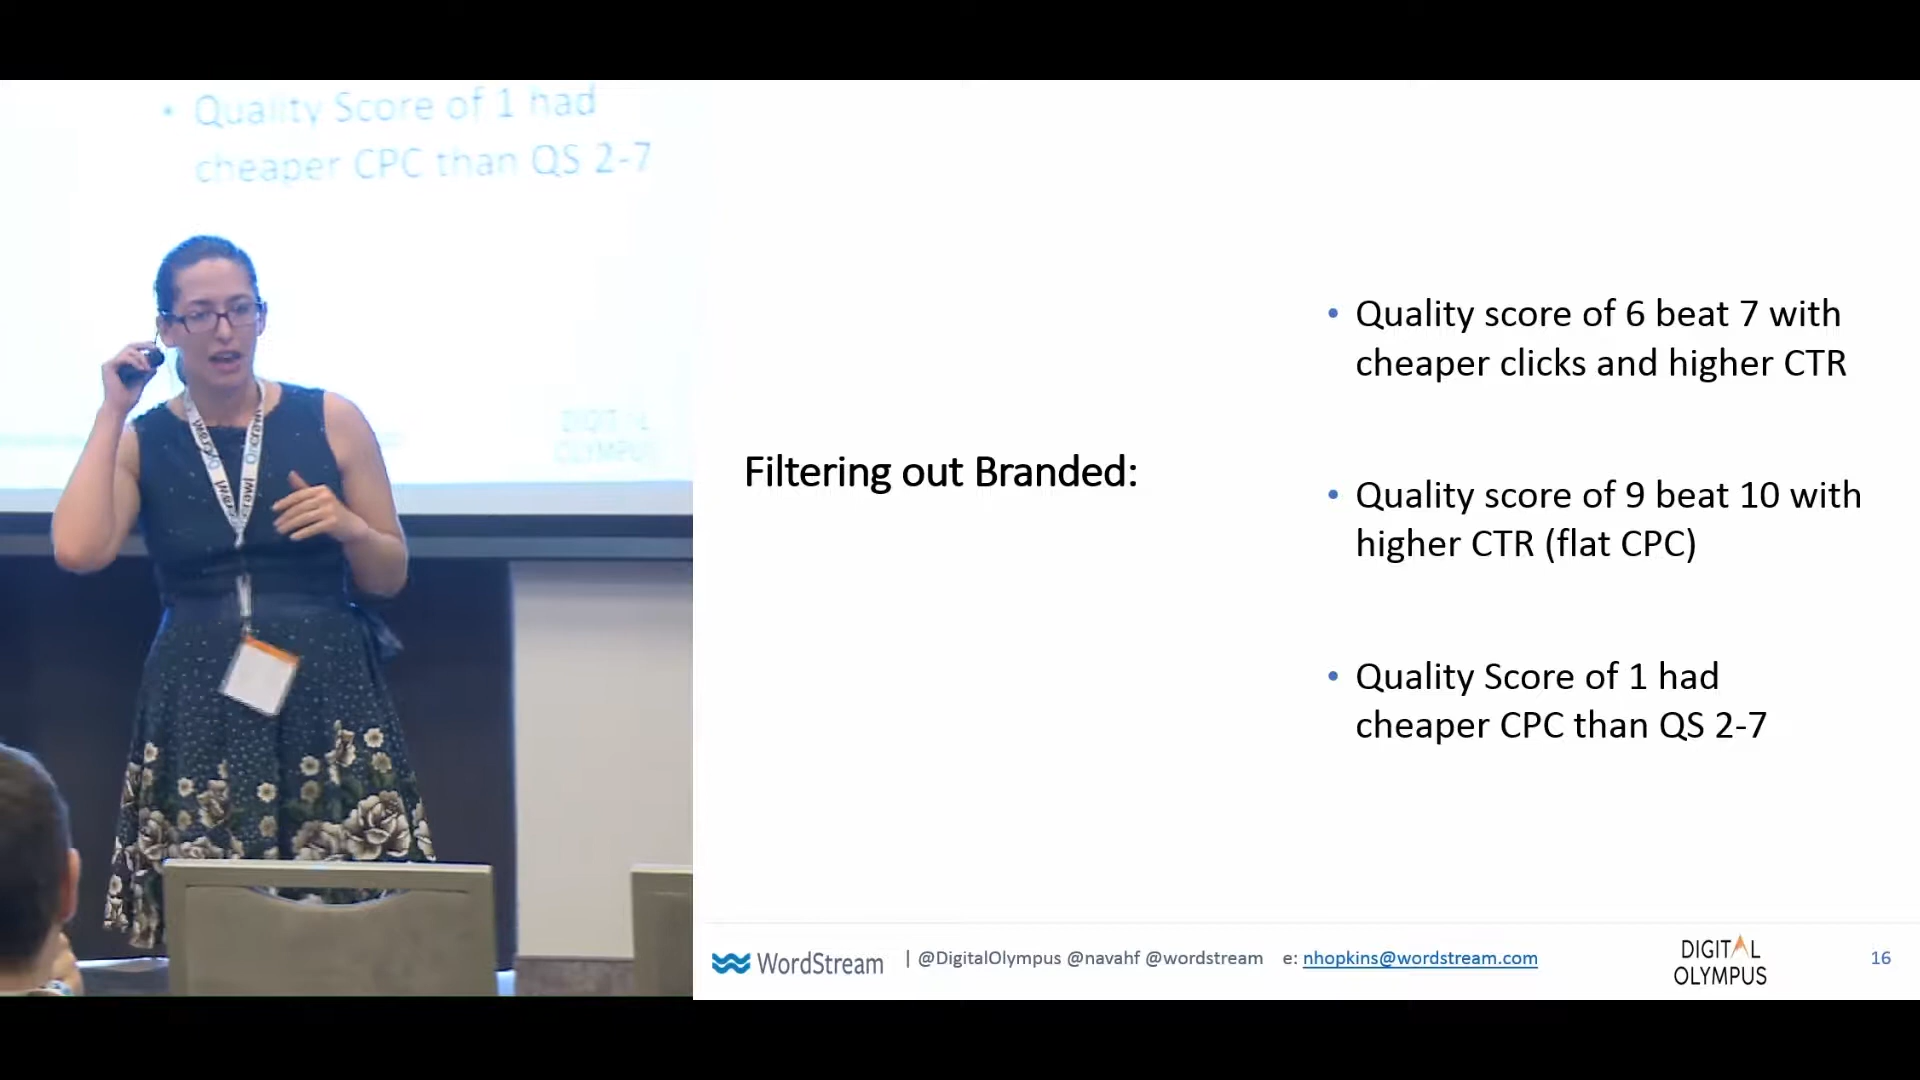 • Quality Score of 1 had
cheaper CPC than QS 2-7
DIGITAL
OLYMPUS
Oncrawl
Filtering out Branded:
• Quality score of 6 beat 7 with
cheaper clicks and higher CTR
• Quality score of 9 beat 10 with
higher CTR (flat CPC)
• Quality Score of 1 had
cheaper CPC than QS 2-7
WordStream | @DigitalOlympus @navahf @wordstream e: nhopkins@wordstream.com
DIGITAL
OLYMPUS
16